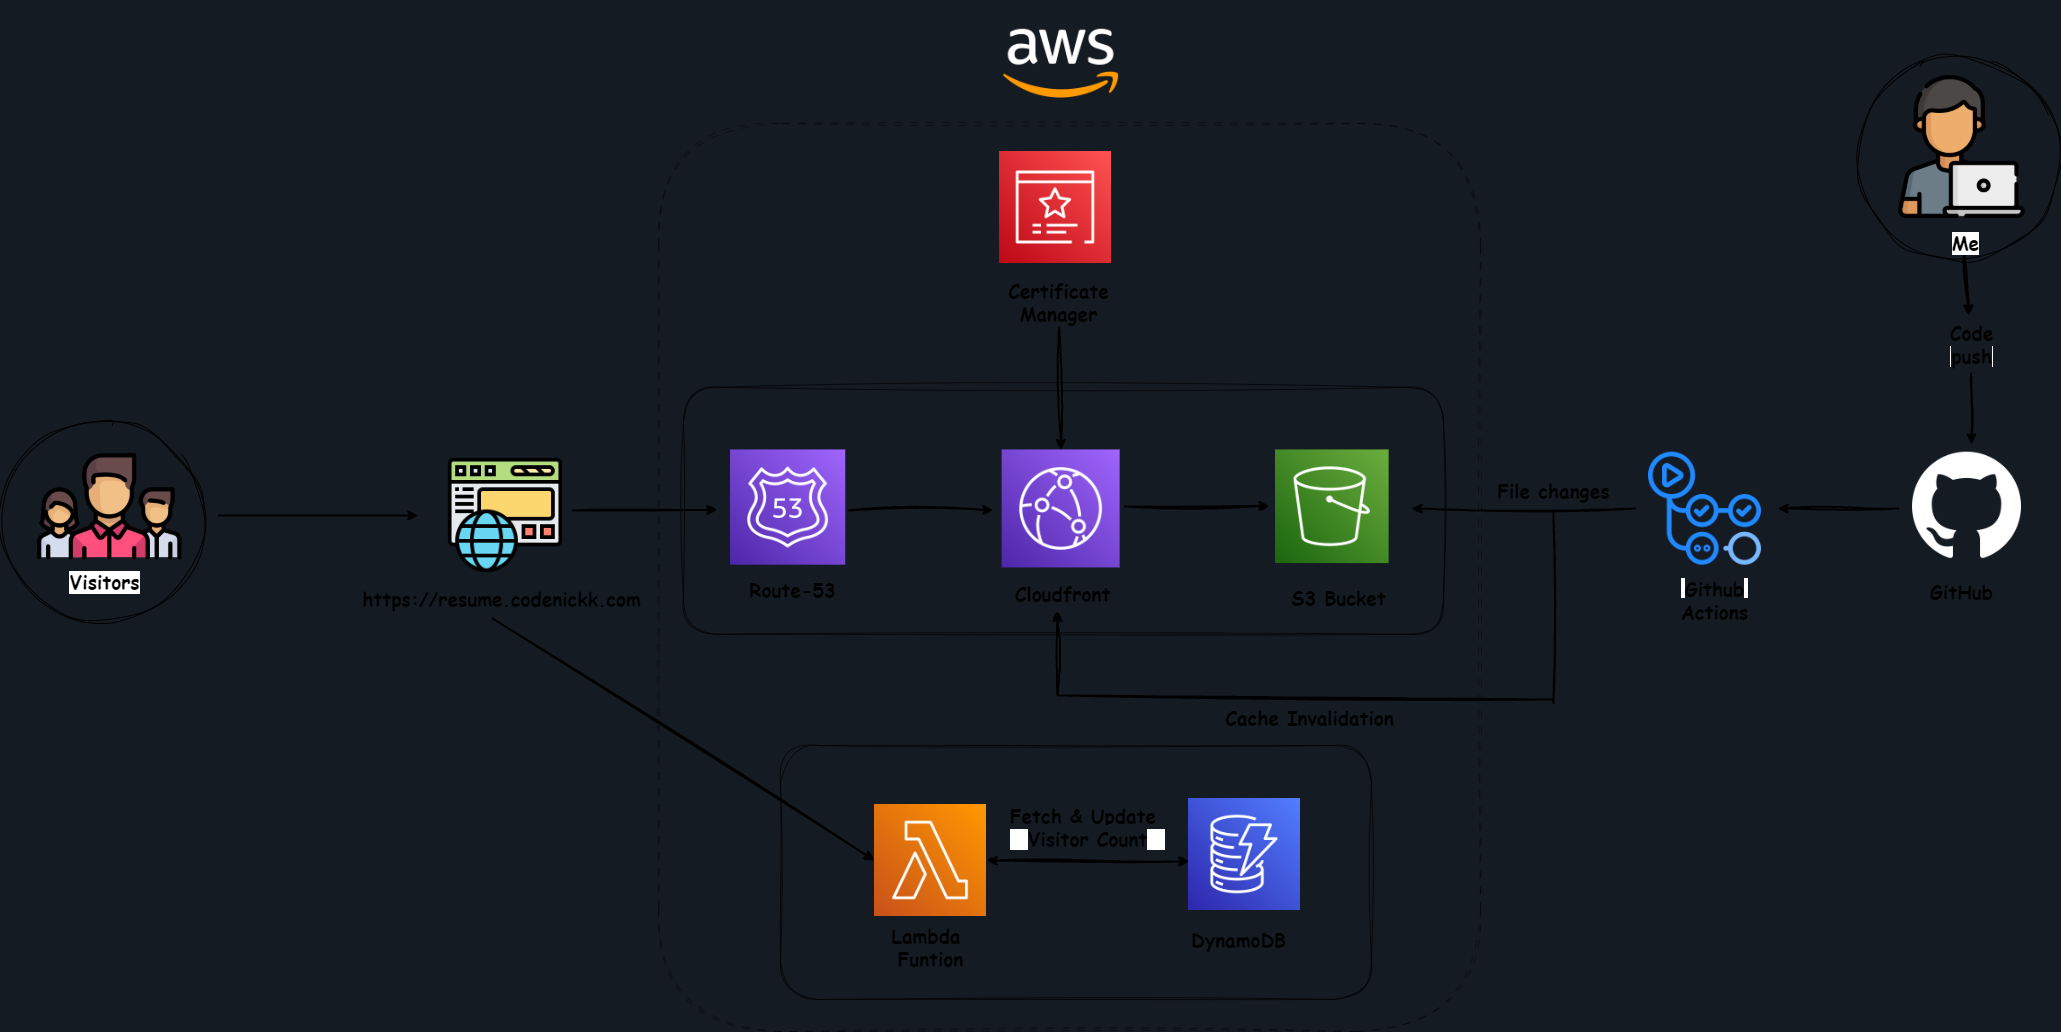 aws
Me
Certificate
Manager
Code
push
File changes
53
Visitors
https://resume.codenickk.com
Route-53
Cloudfront
S3 Bucket
Github
Actions
GitHub
Cache Invalidation
Fetch & Update
Visitor Count
Lambda
Funtion
DynamoDB